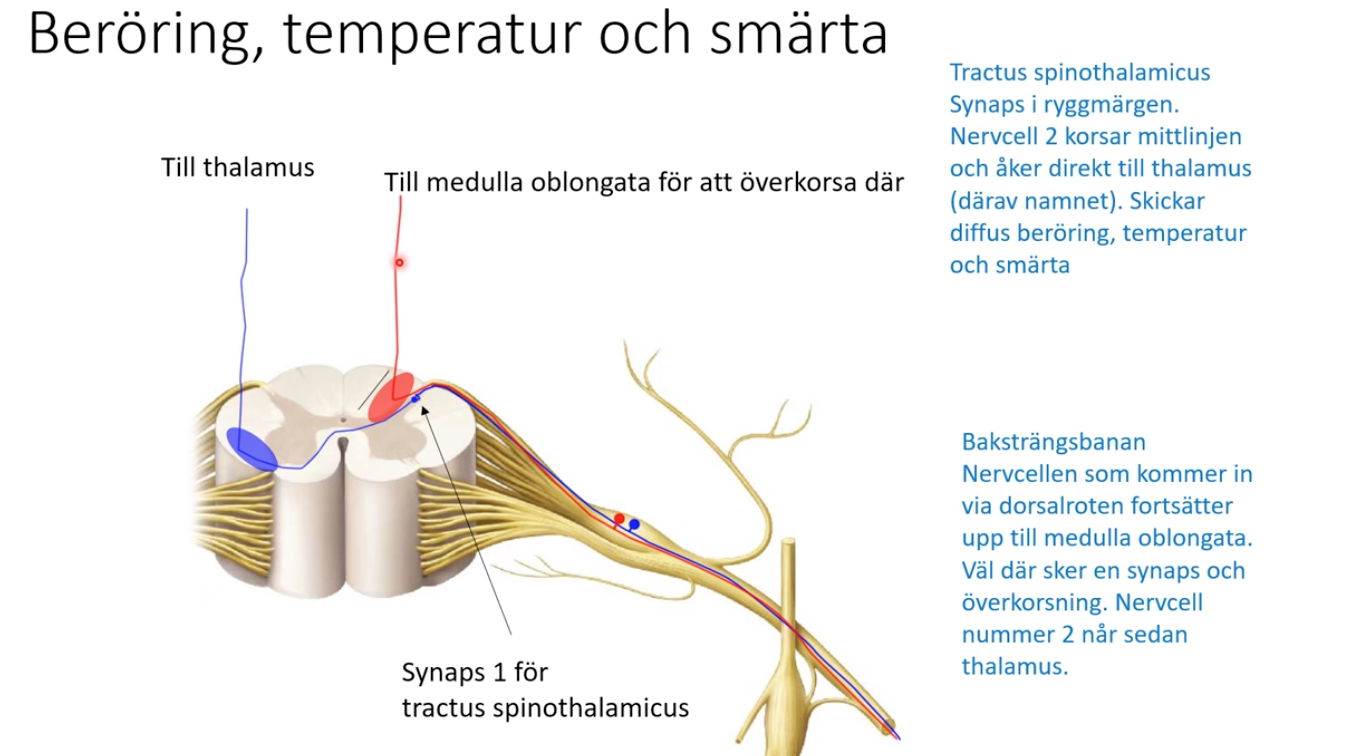 Beröring, temperatur och smärta
Till thalamus
Till medulla oblongata för att överkorsa där
Synaps 1 för
tractus spinothalamicus
Tractus spinothalamicus
Synaps i ryggmärgen.
Nervcell 2 korsar mittlinjen
och åker direkt till thalamus
(därav namnet). Skickar
diffus beröring, temperatur
och smärta
Baksträngsbanan
Nervcellen som kommer in
via dorsalroten fortsätter
upp till medulla oblongata.
Väl där sker en synaps och
överkorsning. Nervcell
nummer 2 når sedan
thalamus.